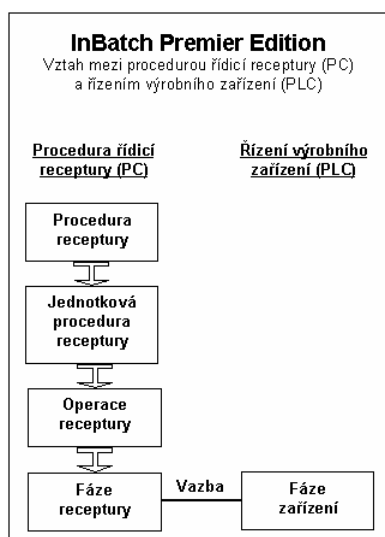 InBatch Premier Edition
Vztah mezi procedurou řídicí receptury (PC)
a řízením výrobního zařízení (PLC)
Procedura řídicí
receptury (PC)
Řízení výrobního
zařízení (PLC)
Procedura
receptury
Jednotková
procedura
receptury
Operace
receptury
Fáze
receptury
Vazba
Fáze
zařízení